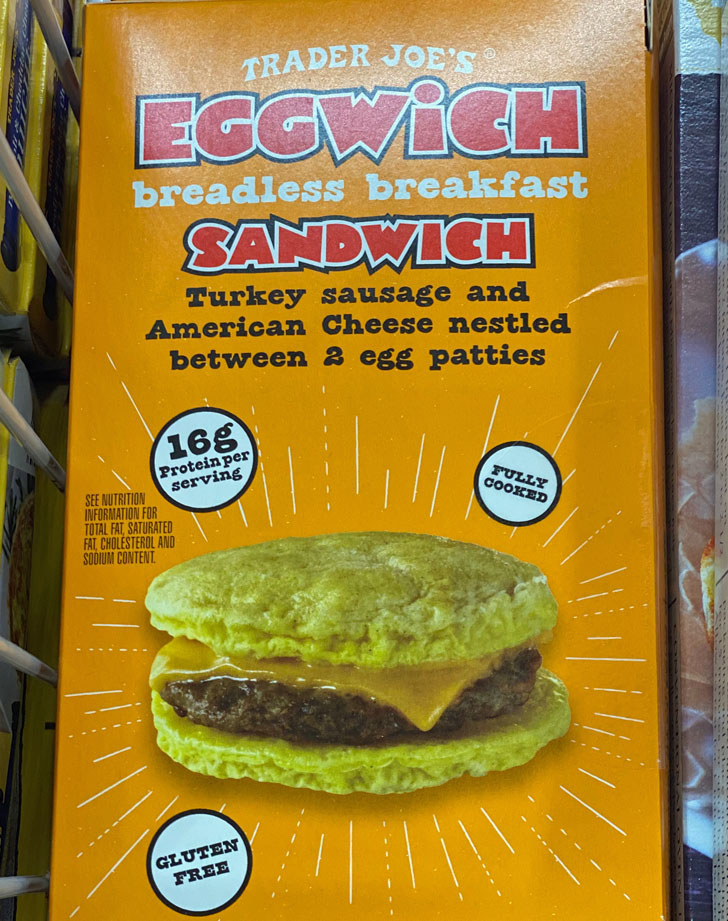 TRADER JOE'S®
EGGWiCH
breadless breakfast
SANDWICH
Turkey sausage and
American Cheese nestled
between 2 egg patties
16g
Protein per
serving
FULLY
COOKED
SEE NUTRITION
INFORMATION FOR
TOTAL FAT, SATURATED
FAT, CHOLESTEROL AND
SODIUM CONTENT.
GLUTEN
FREE